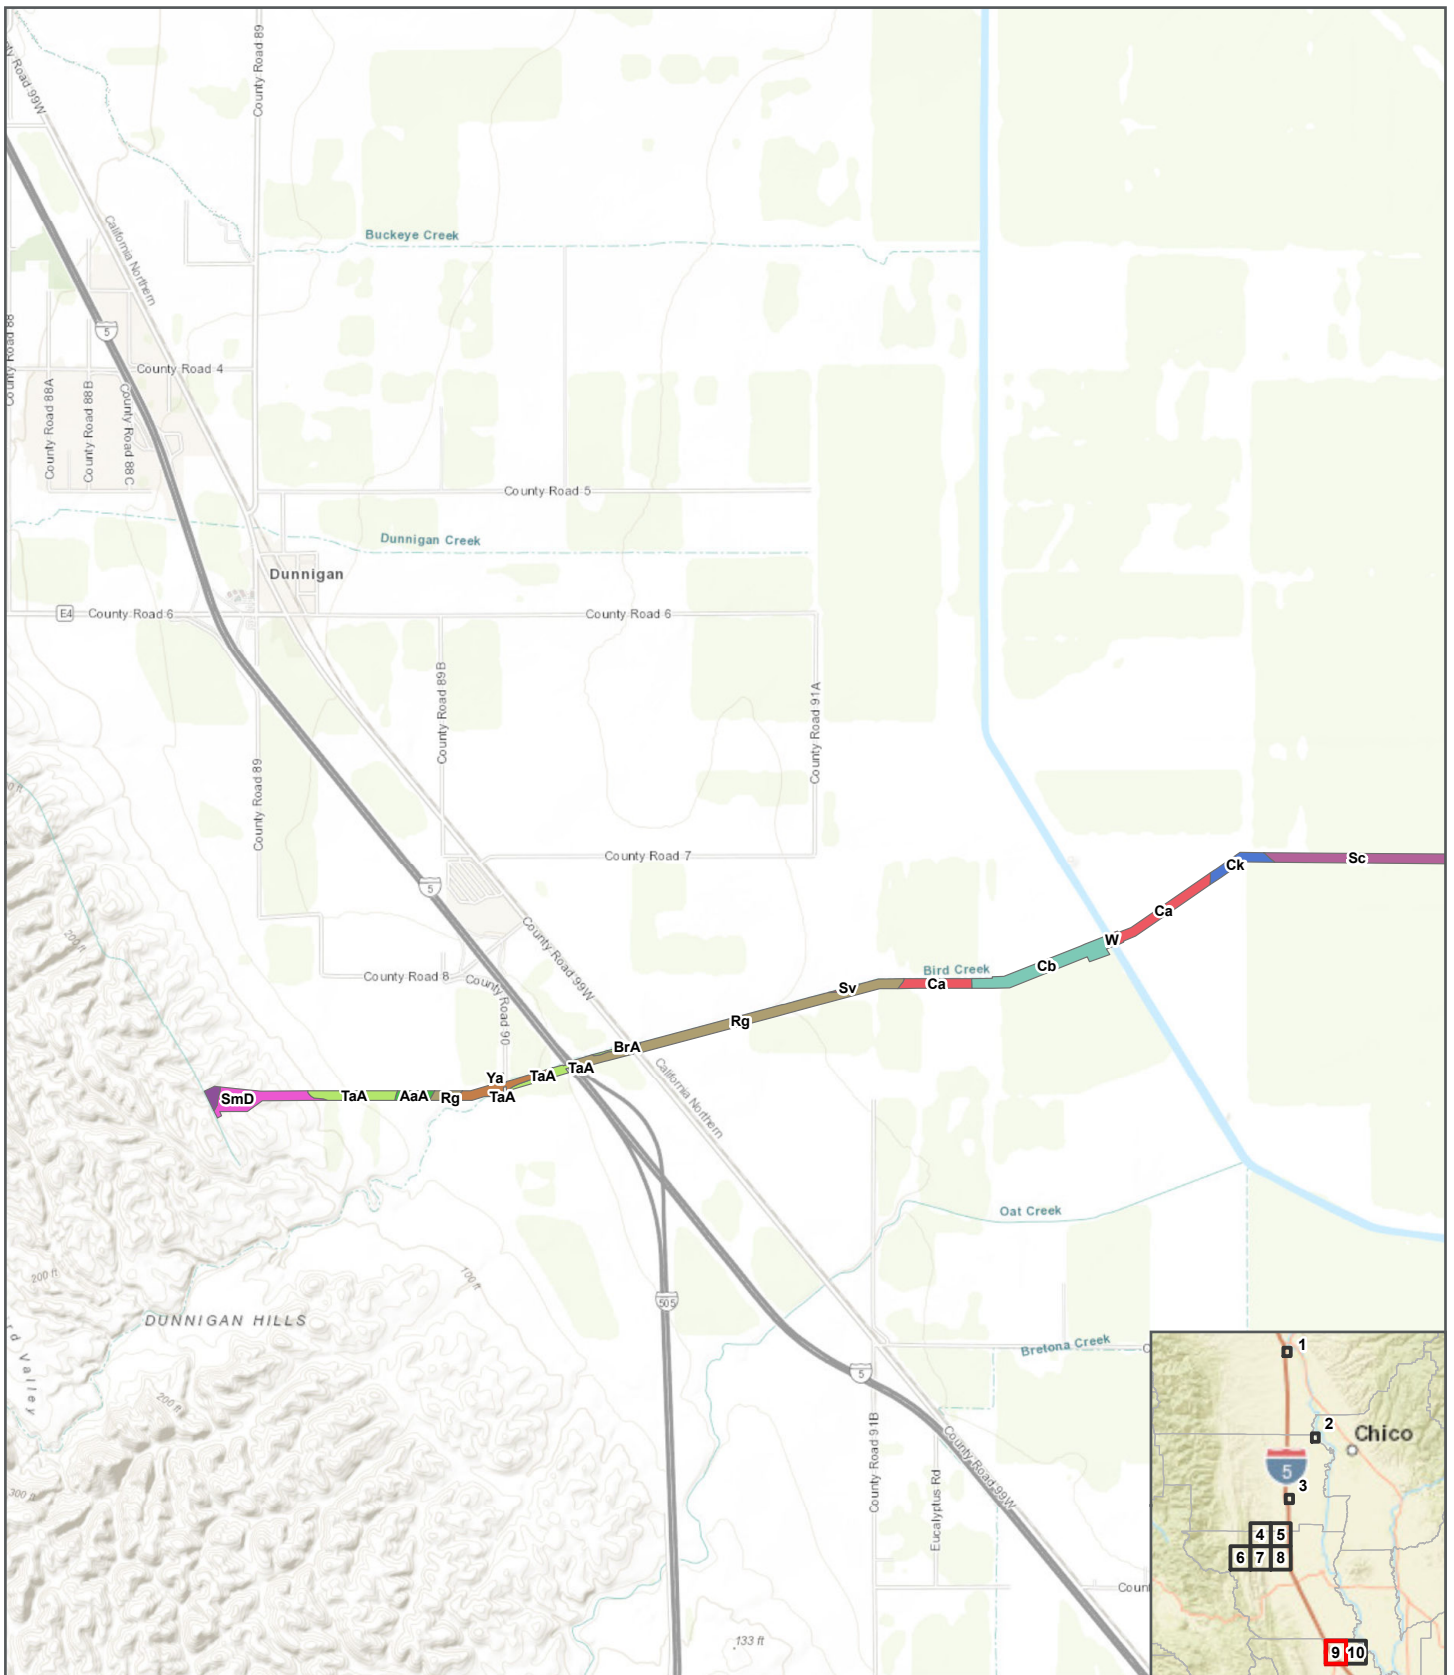 County Road 99W
County Road 89
California Northern
Buckeye Creek
5
County Road 88
County Road 4
County Road 88A
County Road 88B
County Road 88C
County Road 5
Dunnigan Creek
Dunnigan
E4
County Road 6
County Road 6
County Road 89B
County Road 91A
County Road 89
County Road 7
5
Ck
Sc
Ca
County Road 99W
200 ft
W
Cb
Bird Creek
Ca
County Road 8
County Road 90
Sv
Rg
BrA
TaA
TaA
Ya
TaA
Rg
AaA
TaA
SmD
California Northern
Oat Creek
200 ft
100 ft
505
DUNNIGAN HILLS
Valley
Bretona Creek
5
200 ft
300 ft
County Road 91B
County Road 99W
Eucalyptus Rd
133 ft
1
2
Chico
5
3
4 5
6 7 8
9 10